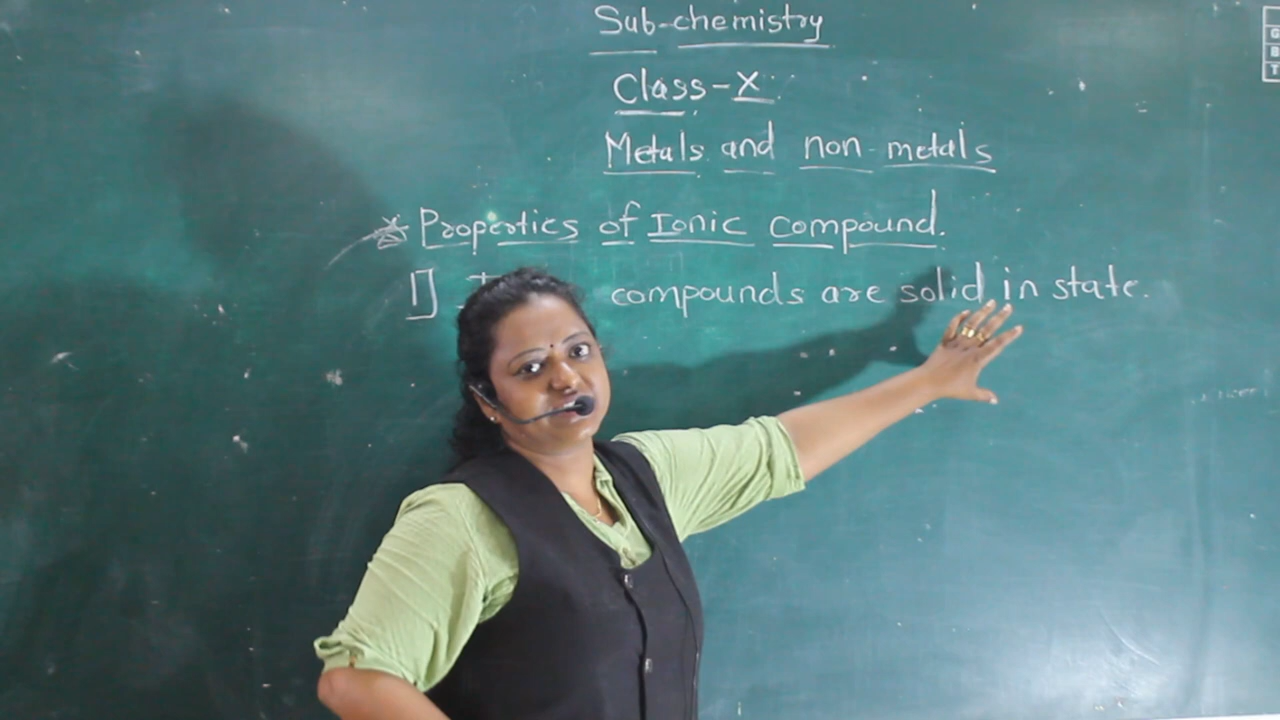 Sub-chemistry
Class-X
Metals and non-metals
Properties of Ionic compound.
1] compounds are solid in state.
G
B
T